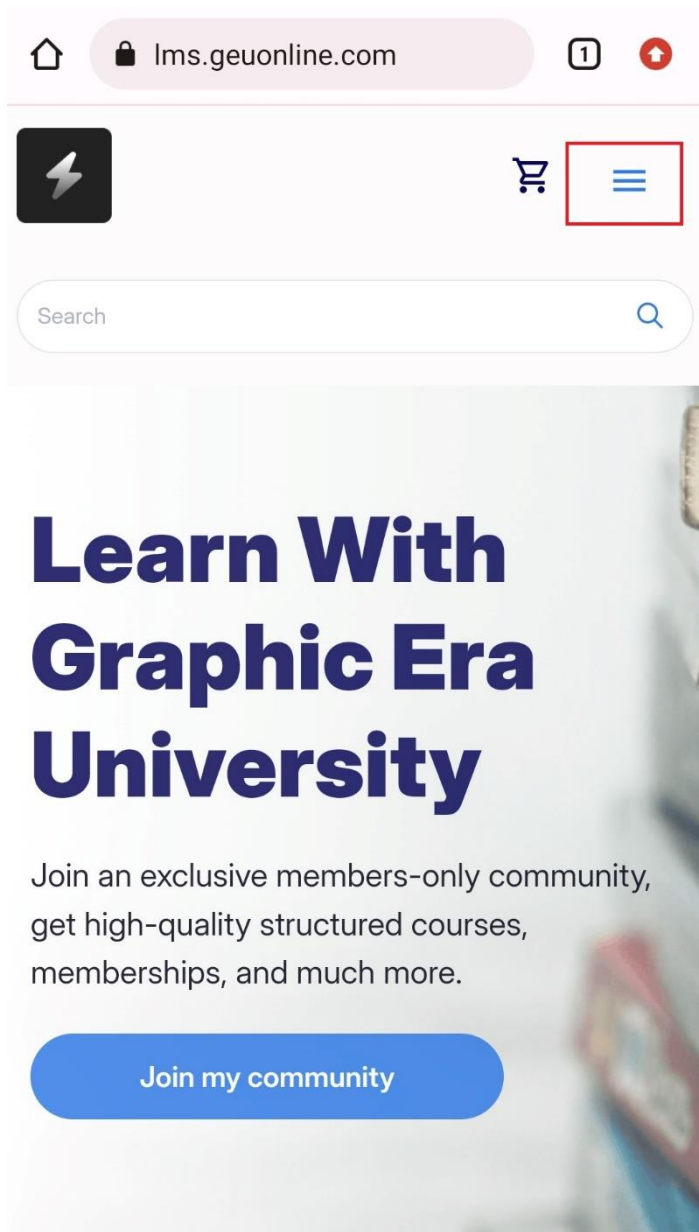 lms.geuonline.com
1
Search
Learn With
Graphic Era
University
Join an exclusive members-only community,
get high-quality structured courses,
memberships, and much more.
Join my community